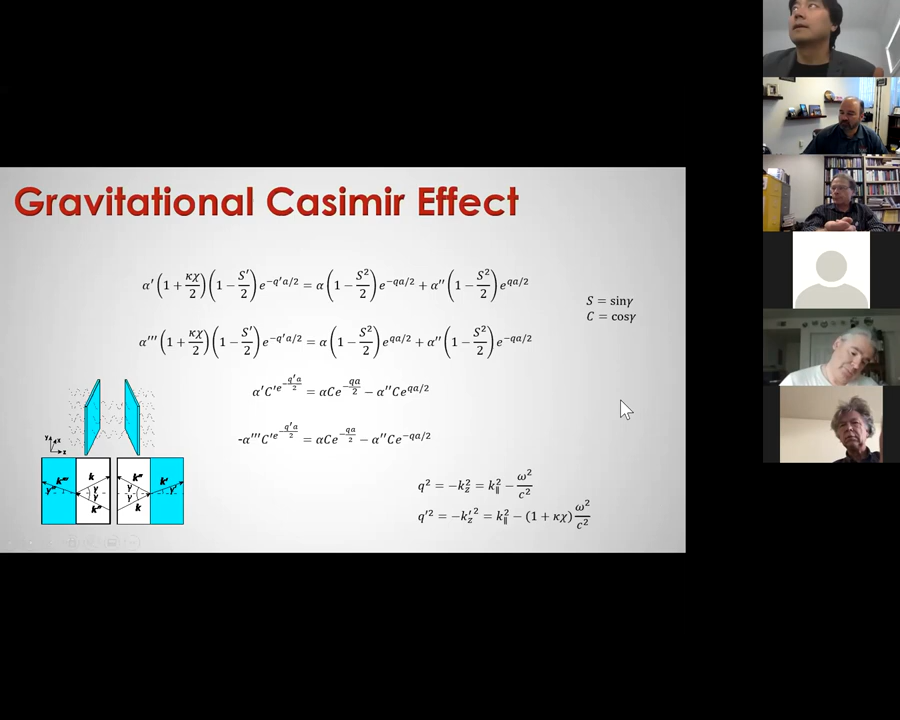 Gravitational Casimir Effect
α′(1 + κχ/2)(1 − S′/2)e^{−q′a/2} = α(1 − S²/2)e^{−qa/2} + α′′(1 − S²/2)e^{qa/2}
S = sinγ
C = cosγ
α′′′(1 + κχ/2)(1 − S′/2)e^{−q′a/2} = α(1 − S²/2)e^{qa/2} + α′′(1 − S²/2)e^{−qa/2}
α′C′e^{−q′a/2} = αCe^{−qa/2} − α′′Ce^{qa/2}
-α′′′C′e^{−q′a/2} = αCe^{−qa/2} − α′′Ce^{−qa/2}
y x z
k''' k k'' k'
γ''' γ γ γ γ γ'
k'' k
q² = −k_z² = k_∥² − ω²/c²
q′² = −k_z′² = k_∥² − (1 + κχ)ω²/c²